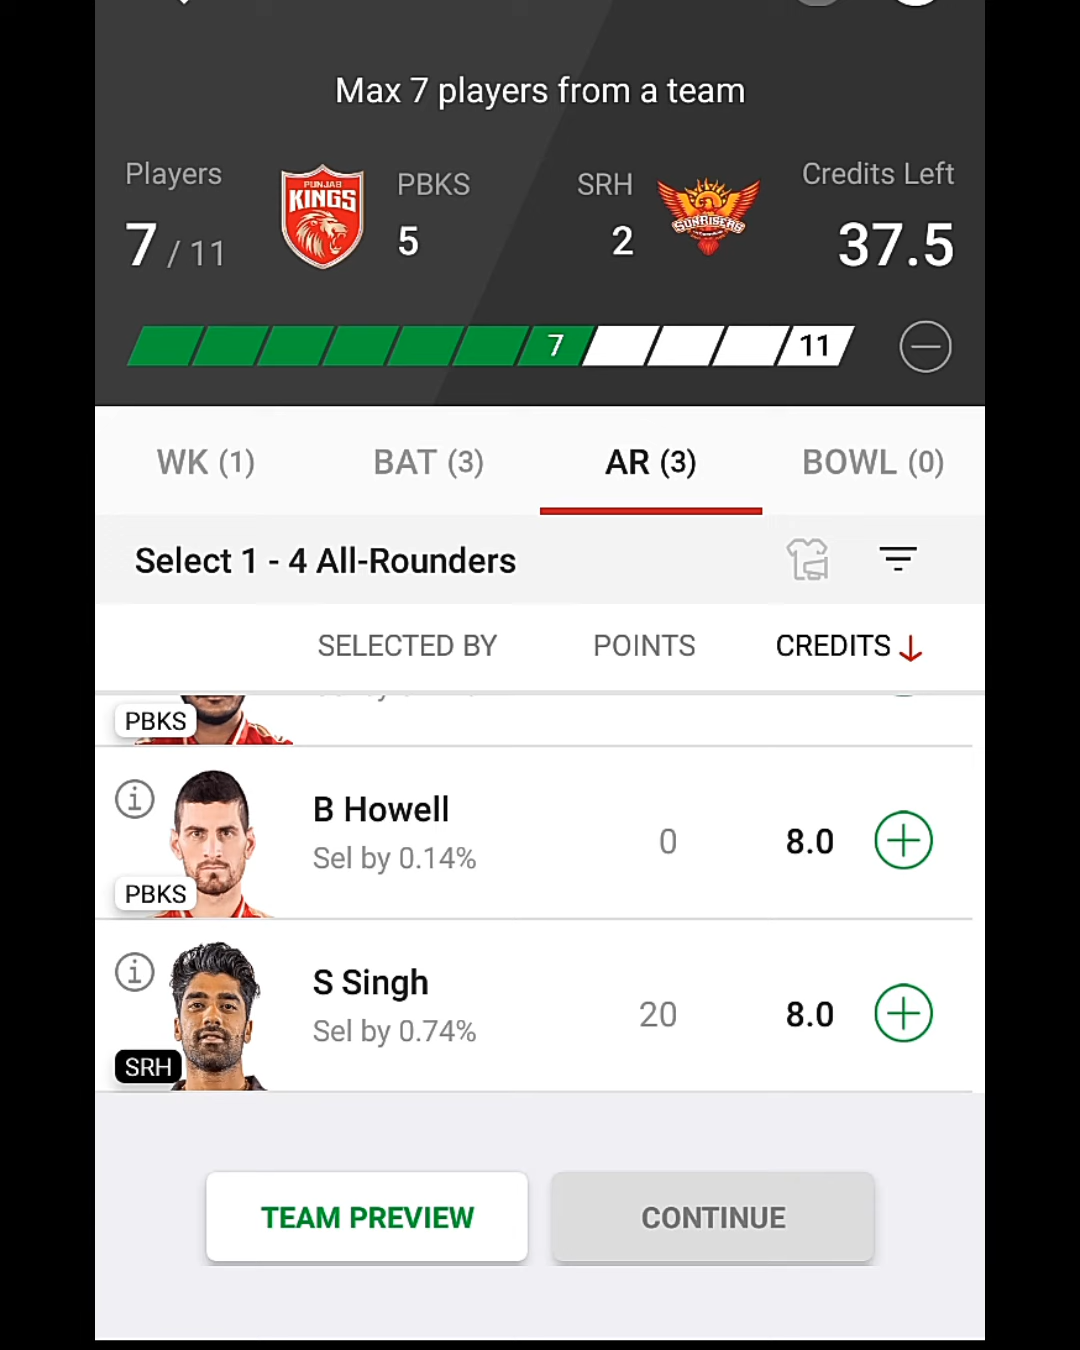 Max 7 players from a team
Players
PBKS
SRH
Credits Left
PUNJAB
KINGS
SUNRISERS
7 / 11
5
2
37.5
7
11
WK (1)
BAT (3)
AR (3)
BOWL (0)
Select 1 - 4 All-Rounders
SELECTED BY
POINTS
CREDITS
PBKS
B Howell
Sel by 0.14%
0
8.0
PBKS
S Singh
Sel by 0.74%
20
8.0
SRH
TEAM PREVIEW
CONTINUE